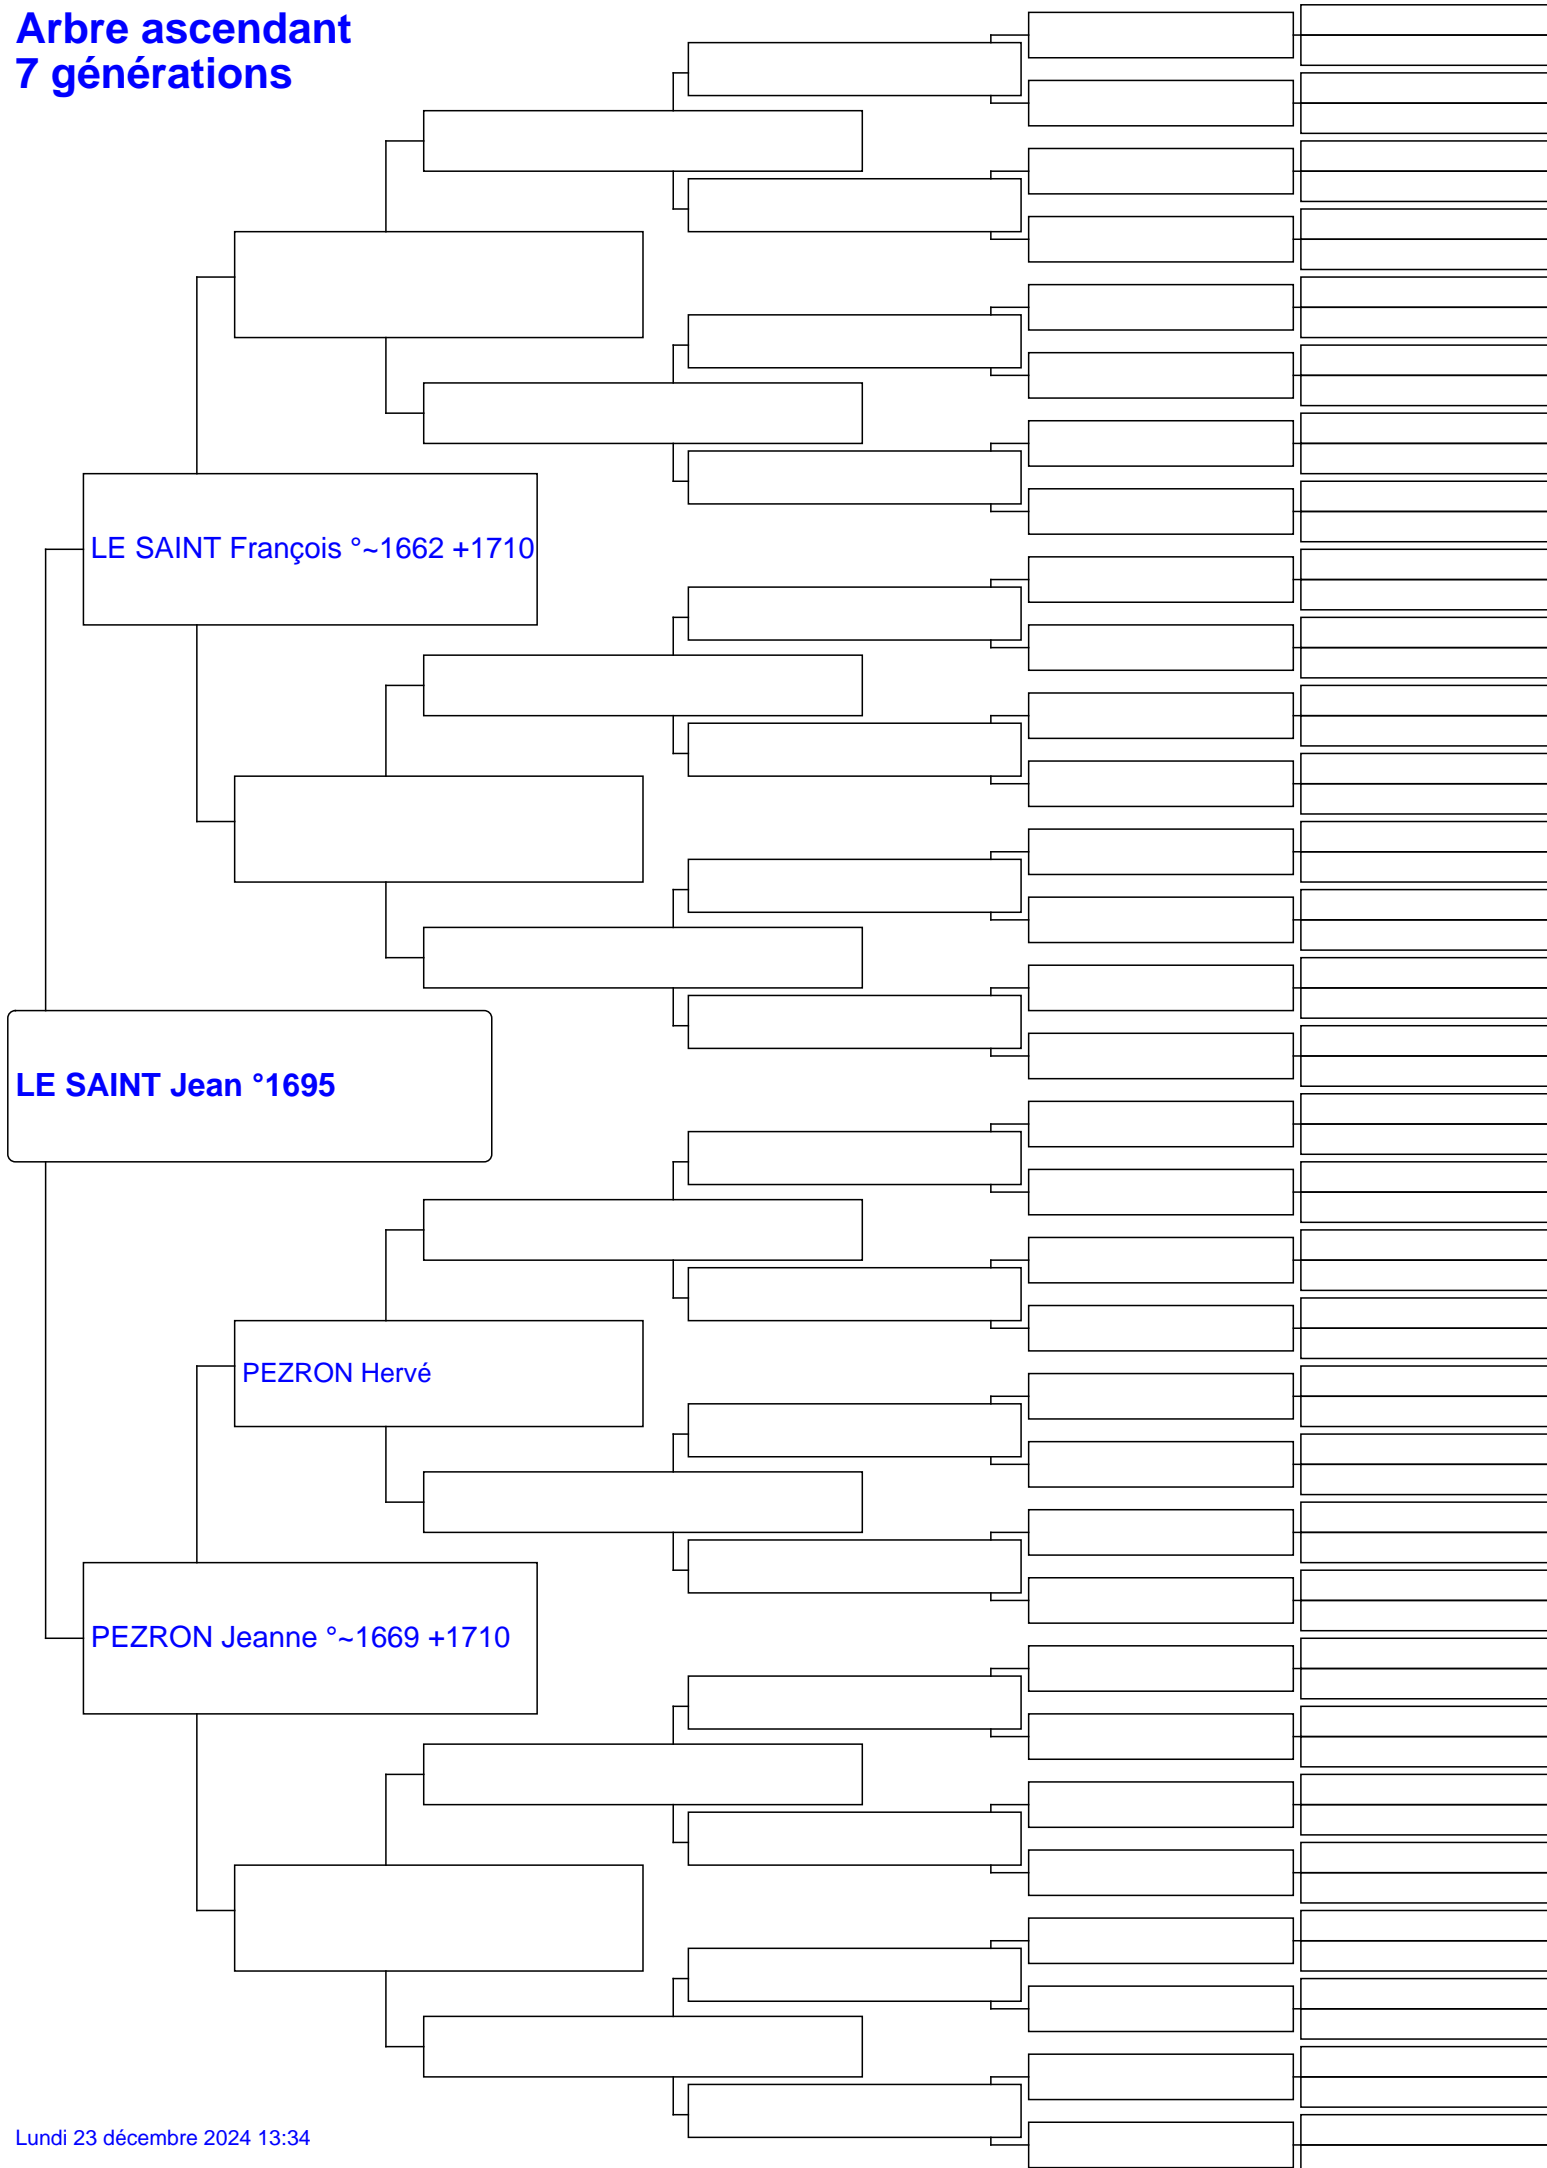 Arbre ascendant
7 générations
LE SAINT François °~1662 +1710
LE SAINT Jean °1695
PEZRON Hervé
PEZRON Jeanne °~1669 +1710
Lundi 23 décembre 2024 13:34